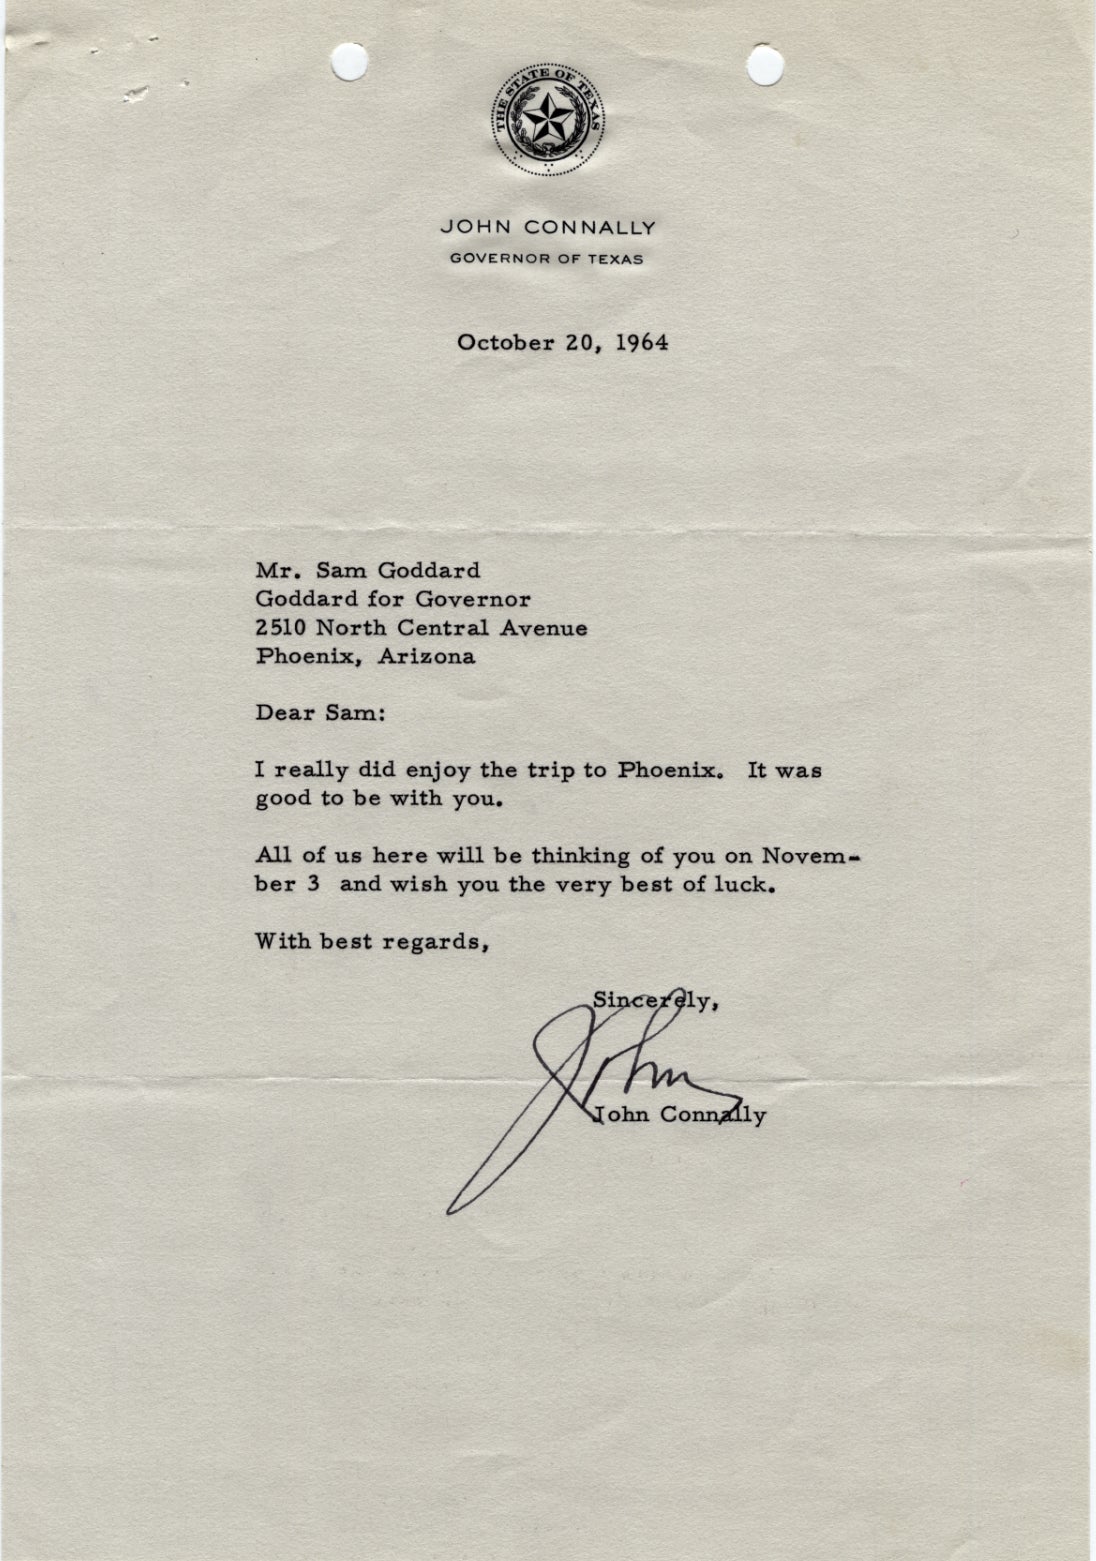 THE STATE OF TEXAS
JOHN CONNALLY
GOVERNOR OF TEXAS
October 20, 1964
Mr. Sam Goddard
Goddard for Governor
2510 North Central Avenue
Phoenix, Arizona
Dear Sam:
I really did enjoy the trip to Phoenix. It was
good to be with you.
All of us here will be thinking of you on Novem-
ber 3 and wish you the very best of luck.
With best regards,
Sincerely,
John
John Connally